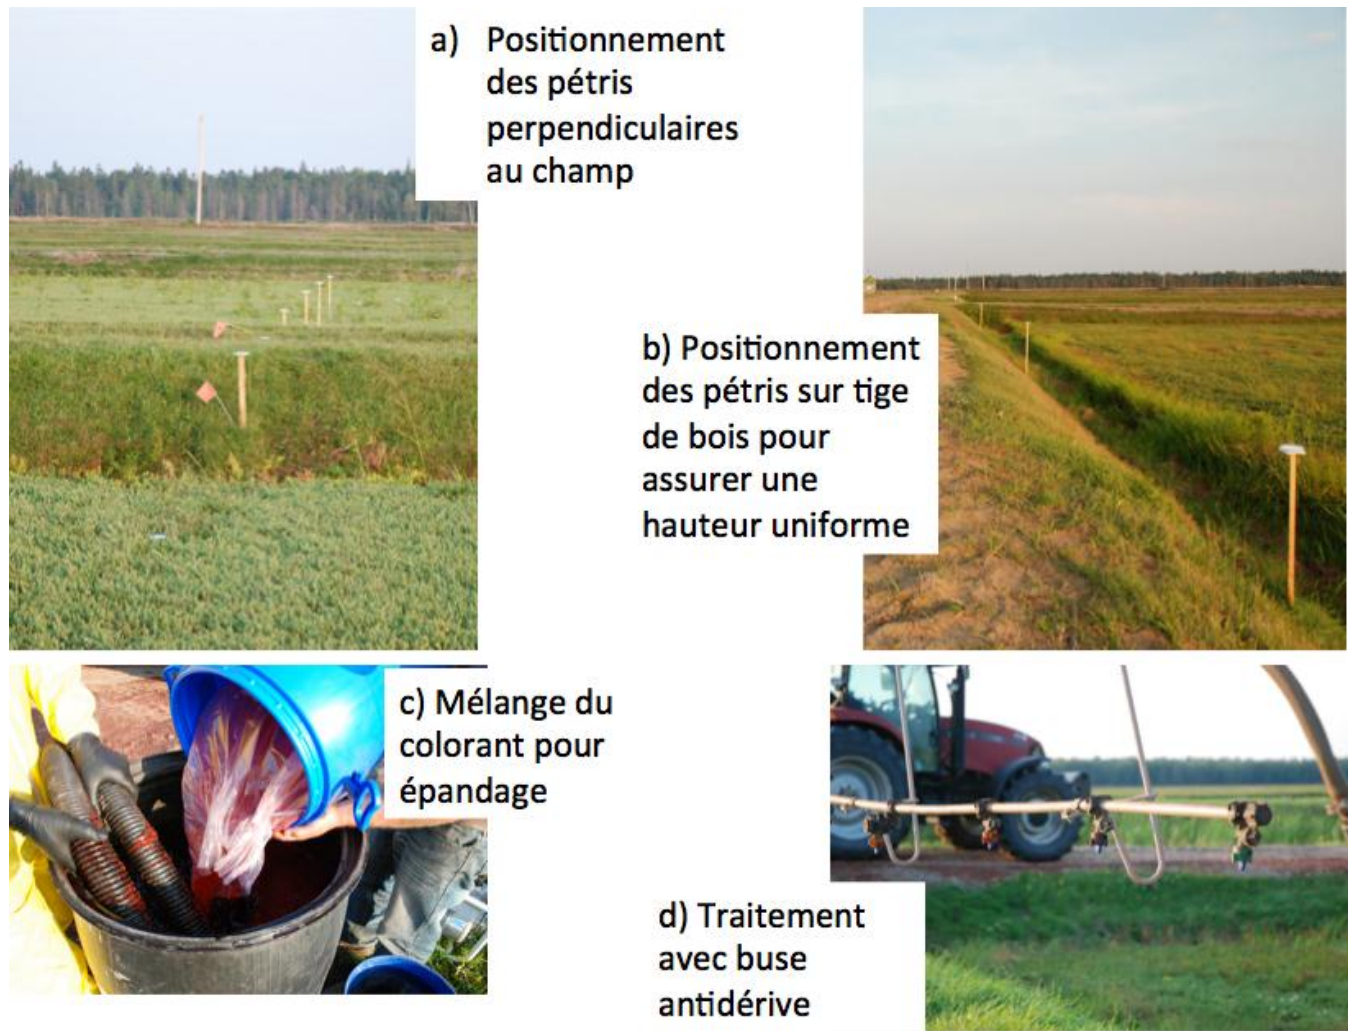 a) Positionnement
des pétris
perpendiculaires
au champ
b) Positionnement
des pétris sur tige
de bois pour
assurer une
hauteur uniforme
c) Mélange du
colorant pour
épandage
d) Traitement
avec buse
antidérive